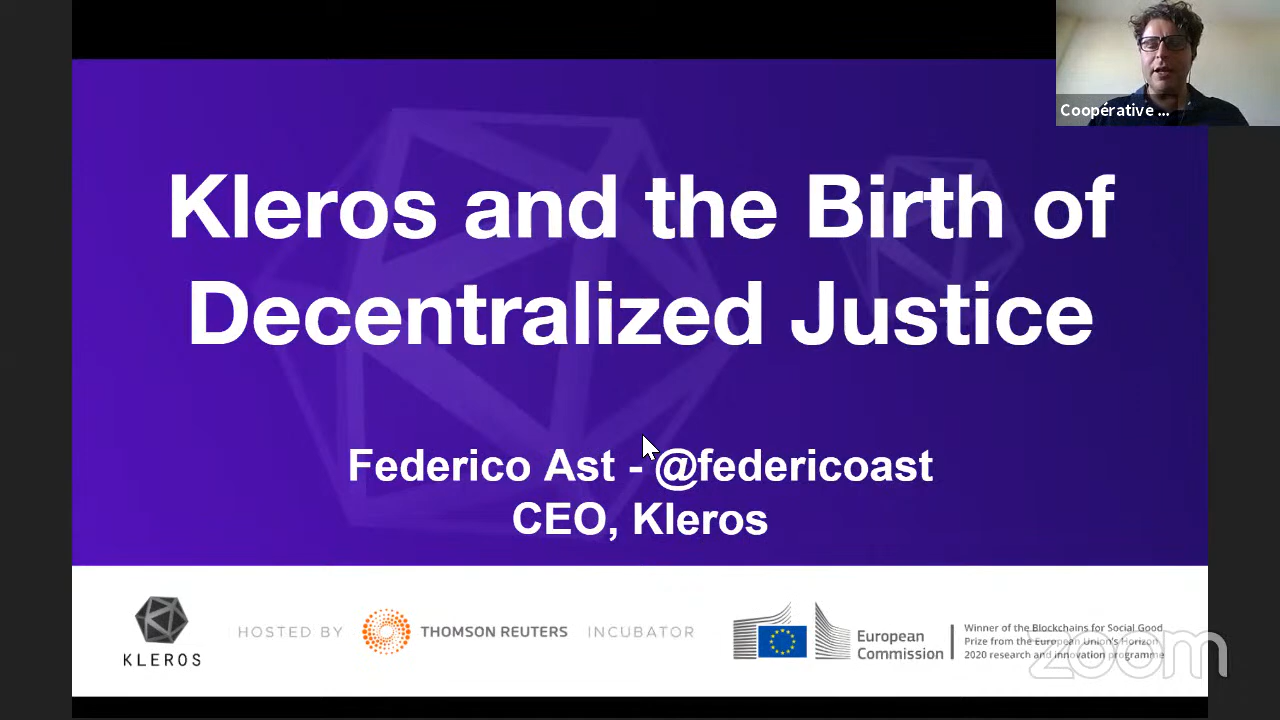 Coopérative ...
Kleros and the Birth of
Decentralized Justice
Federico Ast - @federicoast
CEO, Kleros
KLEROS
HOSTED BY
THOMSON REUTERS
INCUBATOR
European
Commission
Winner of the Blockchains for Social Good
Prize from the European Union's Horizon
2020 research and innovation programme
zoom